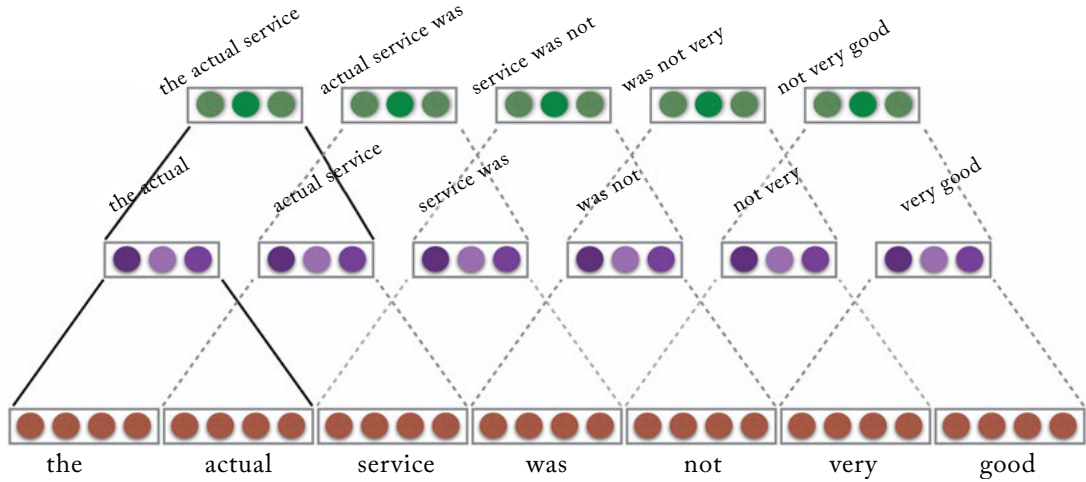 the actual service
actual service was
service was not
was not very
not very good
the actual
actual service
service was
was not
not very
very good
the actual service was not very good